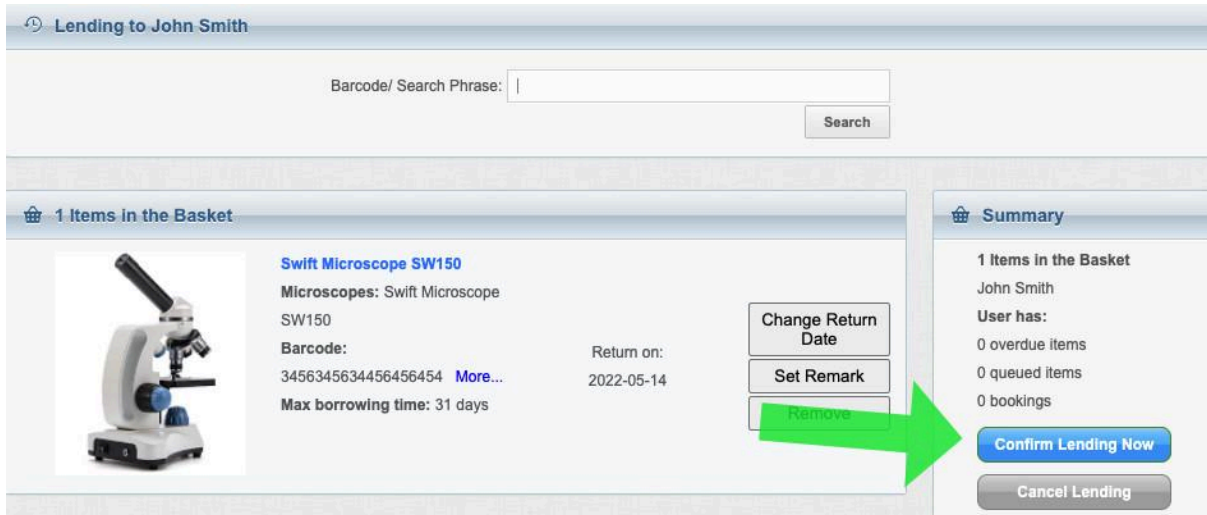 Lending to John Smith
Barcode/ Search Phrase:
Search
1 Items in the Basket
Swift Microscope SW150
Microscopes: Swift Microscope
SW150
Barcode:
3456345634456456454 More...
Max borrowing time: 31 days
Return on:
2022-05-14
Change Return
Date
Set Remark
Remove
Summary
1 Items in the Basket
John Smith
User has:
0 overdue items
0 queued items
0 bookings
Confirm Lending Now
Cancel Lending